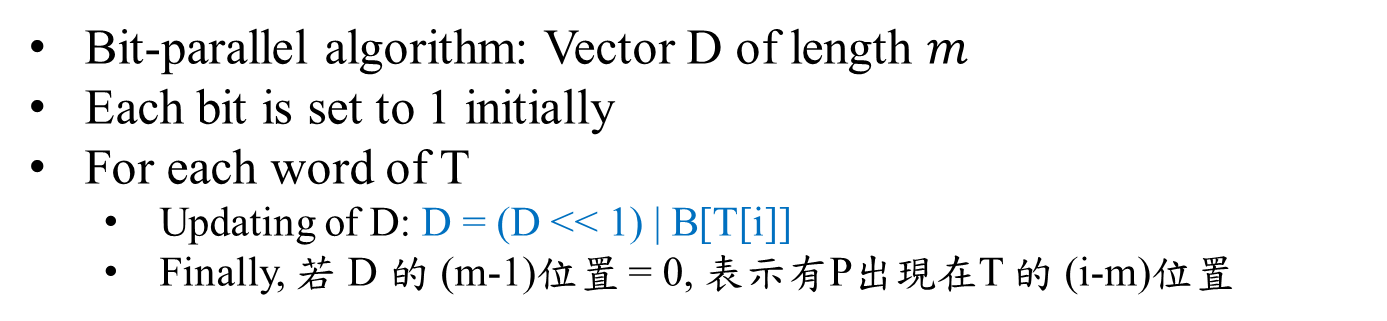 • Bit-parallel algorithm: Vector D of length m
• Each bit is set to 1 initially
• For each word of T
• Updating of D: D = (D << 1) | B[T[i]]
• Finally, 若 D 的 (m-1)位置 = 0, 表示有P出現在T 的 (i-m)位置